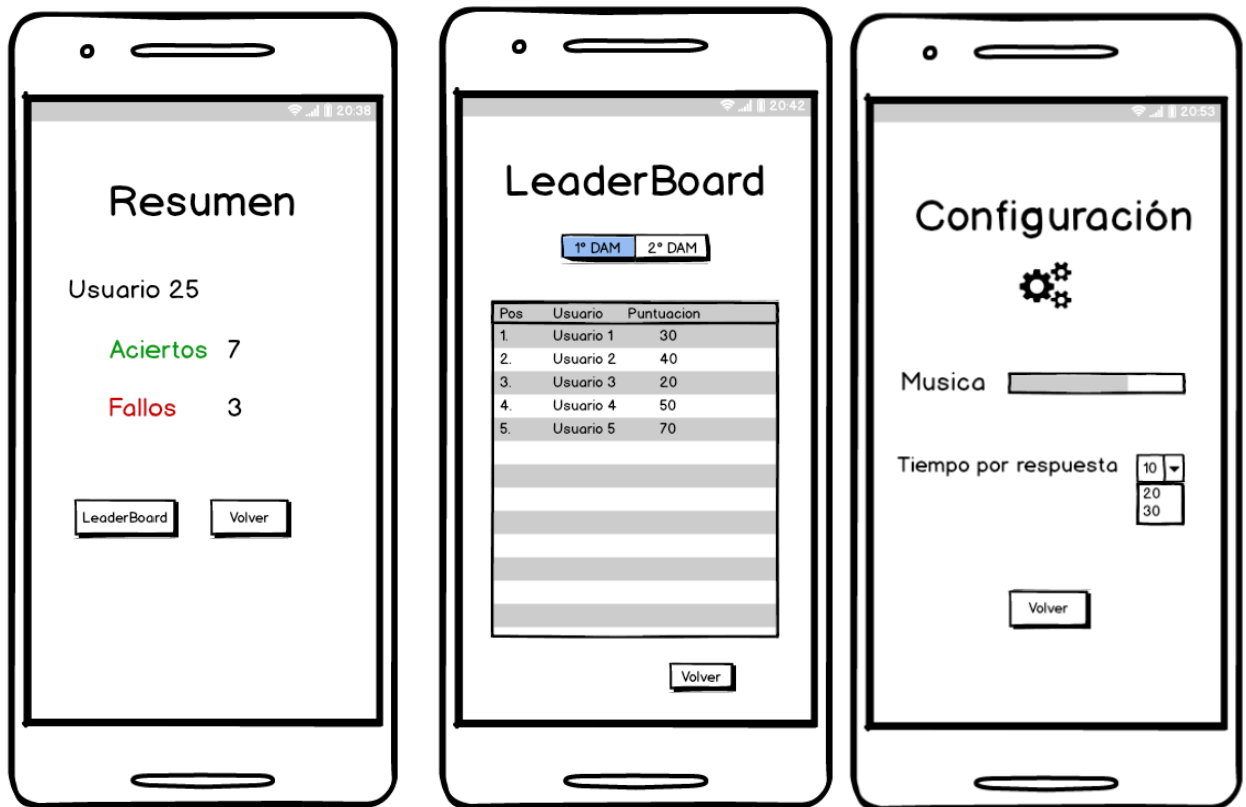 20:38
Resumen
Usuario 25
Aciertos 7
Fallos 3
LeaderBoard Volver
20:42
LeaderBoard
1º DAM 2º DAM
Pos Usuario Puntuacion
1. Usuario 1 30
2. Usuario 2 40
3. Usuario 3 20
4. Usuario 4 50
5. Usuario 5 70
Volver
20:53
Configuración
Musica
Tiempo por respuesta 10
20
30
Volver